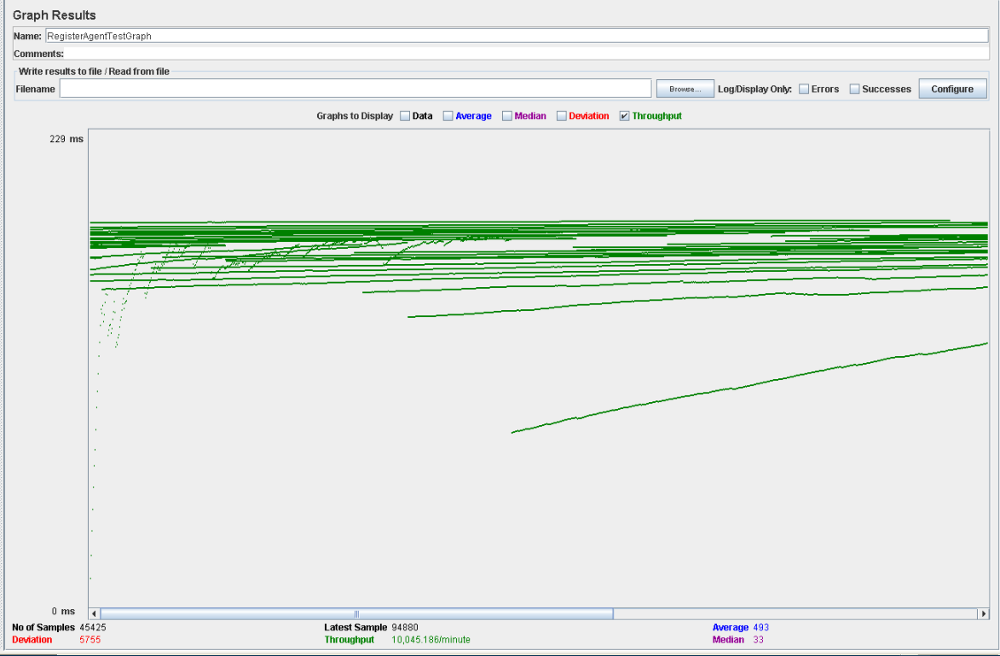 Graph Results
Name: RegisterAgentTestGraph
Comments:
Write results to file / Read from file
Filename Browse... Log/Display Only: Errors Successes Configure
Graphs to Display Data Average Median Deviation Throughput
229 ms
0 ms
No of Samples 45425 Latest Sample 94880 Average 493
Deviation 5755 Throughput 10,045.186/minute Median 33